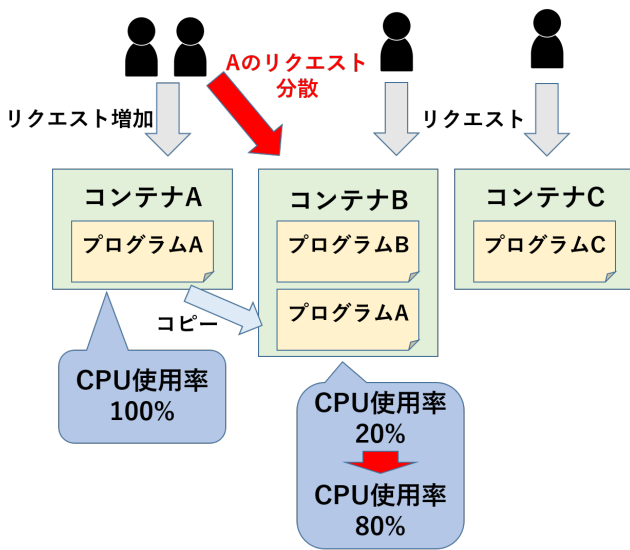 Aのリクエスト
分散
リクエスト増加
リクエスト
コンテナA
プログラムA
コンテナB
プログラムB
プログラムA
コンテナC
プログラムC
コピー
CPU使用率
100%
CPU使用率
20%
CPU使用率
80%